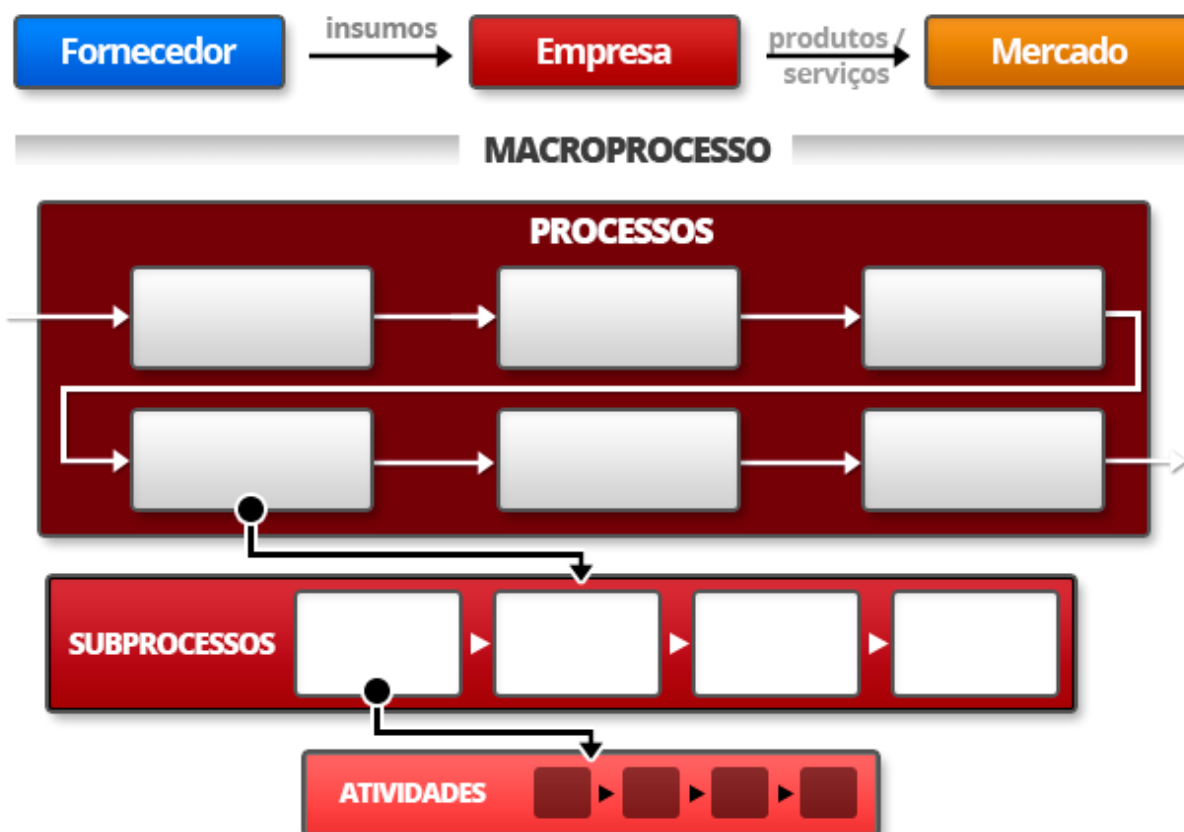 Fornecedor
insumos
Empresa
produtos /
serviços
Mercado
MACROPROCESSO
PROCESSOS
SUBPROCESSOS
ATIVIDADES